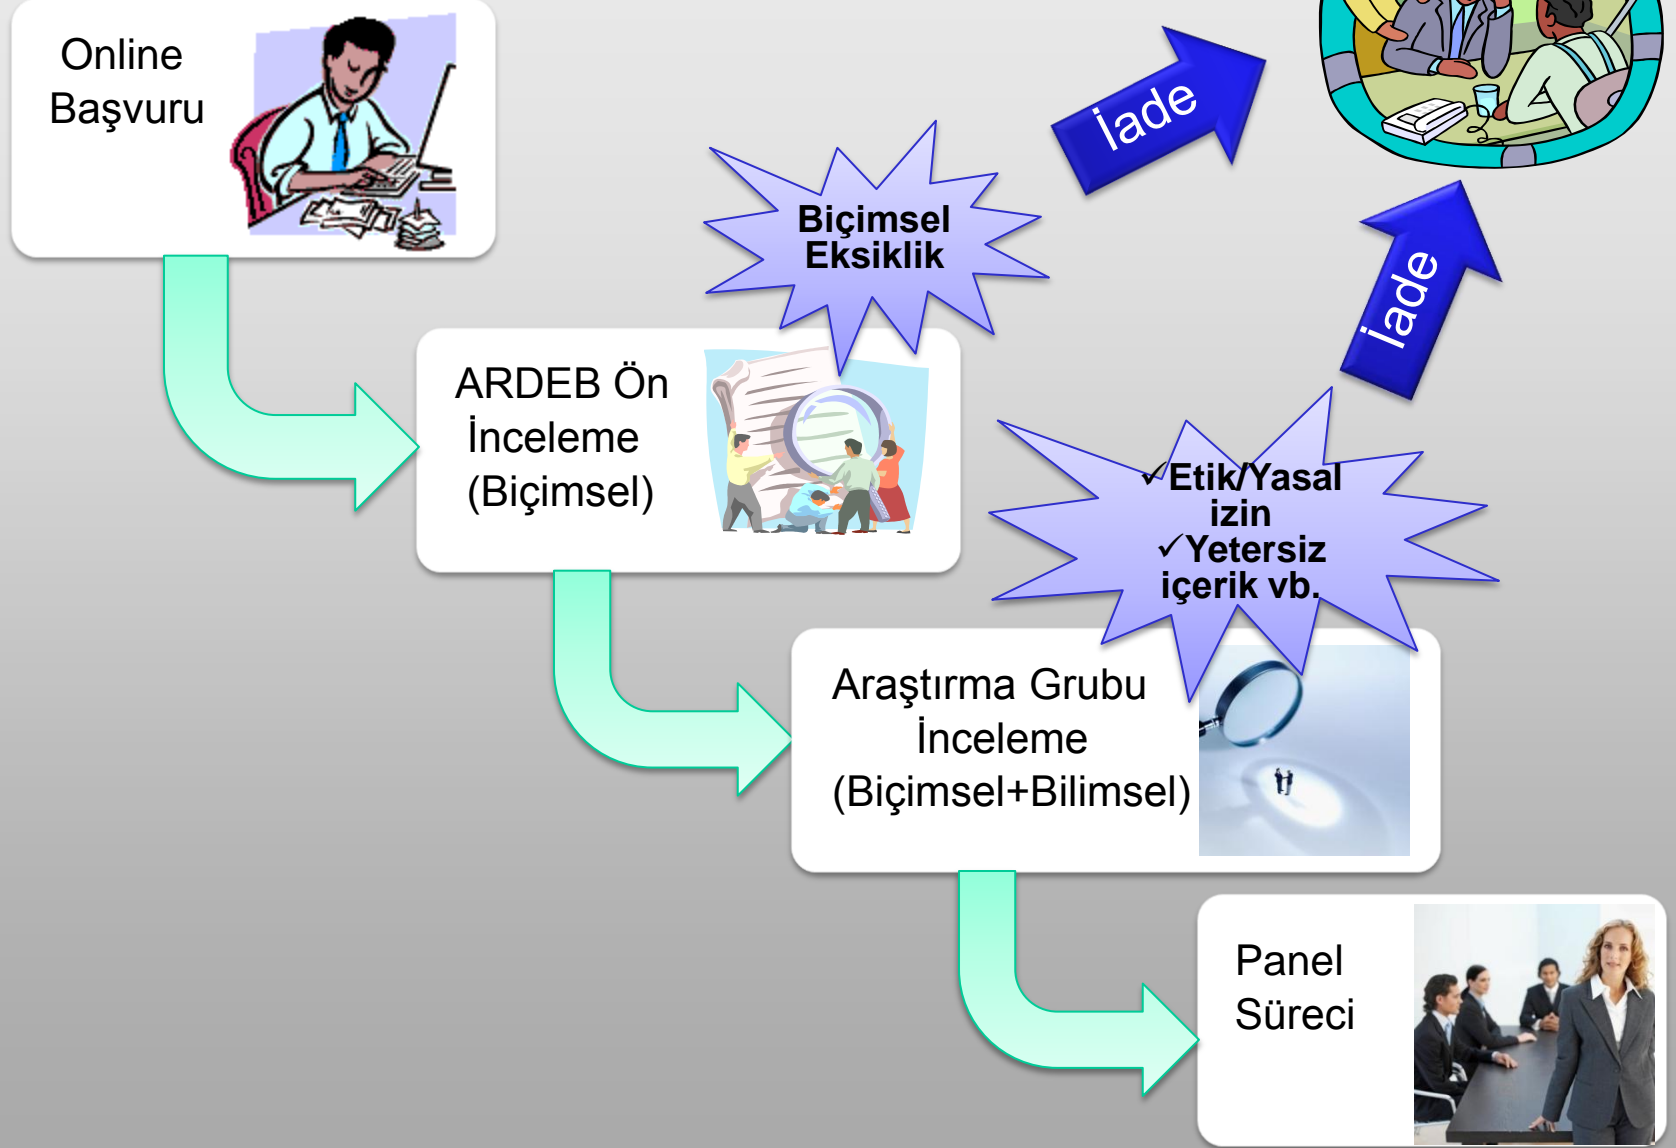 Online
Başvuru
İade
Biçimsel
Eksiklik
İade
ARDEB Ön
İnceleme
(Biçimsel)
✓Etik/Yasal
izin
✓Yetersiz
içerik vb.
Araştırma Grubu
İnceleme
(Biçimsel+Bilimsel)
Panel
Süreci